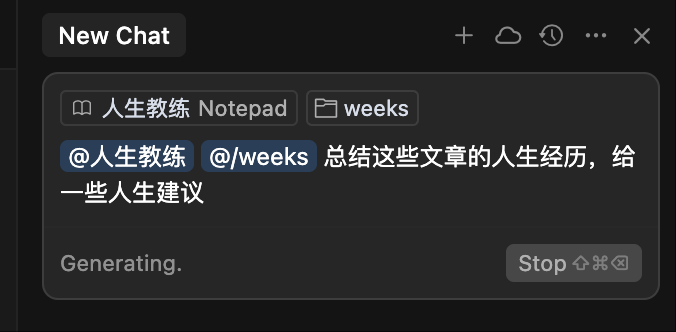 New Chat
人生教练 Notepad weeks
@人生教练 @/weeks 总结这些文章的人生经历，给
一些人生建议
Generating. Stop ⇧⌘⌫